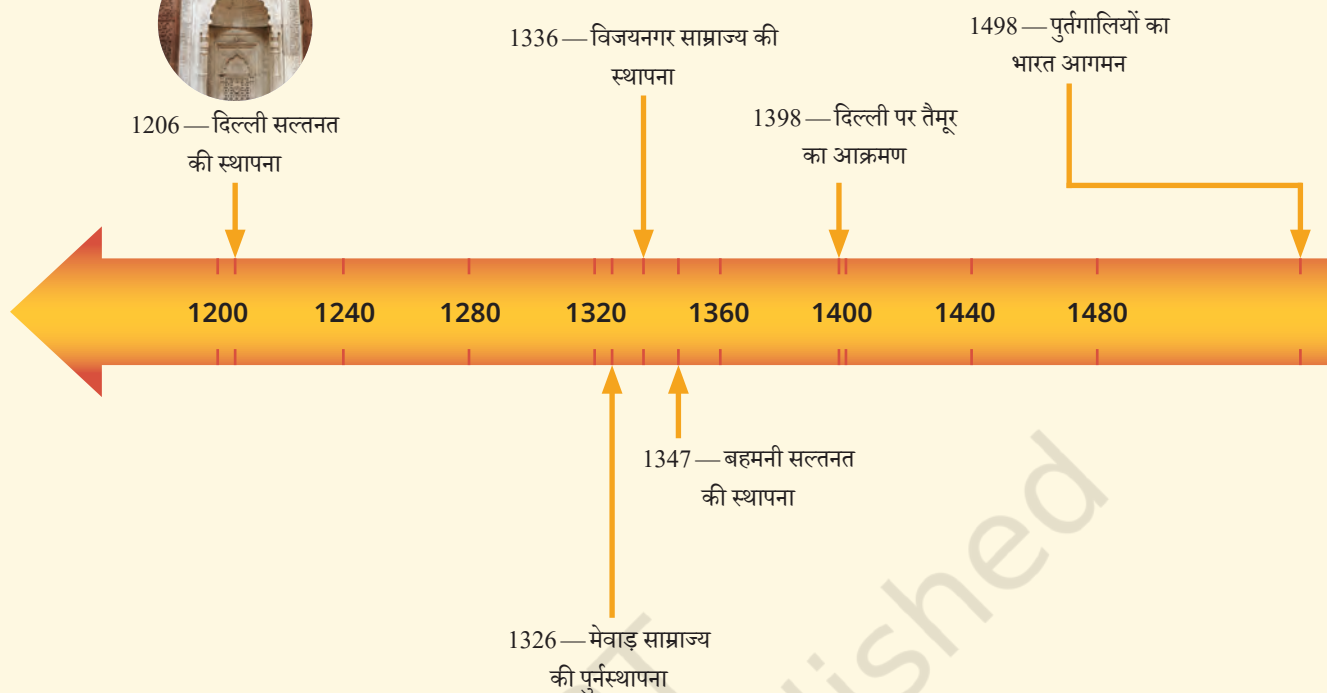 1498 — पुर्तगालियों का
भारत आगमन
1336 — विजयनगर साम्राज्य की
स्थापना
1398 — दिल्ली पर तैमूर
का आक्रमण
1206 — दिल्ली सल्तनत
की स्थापना
1200 1240 1280 1320 1360 1400 1440 1480
1347 — बहमनी सल्तनत
की स्थापना
1326 — मेवाड़ साम्राज्य
की पुर्नस्थापना